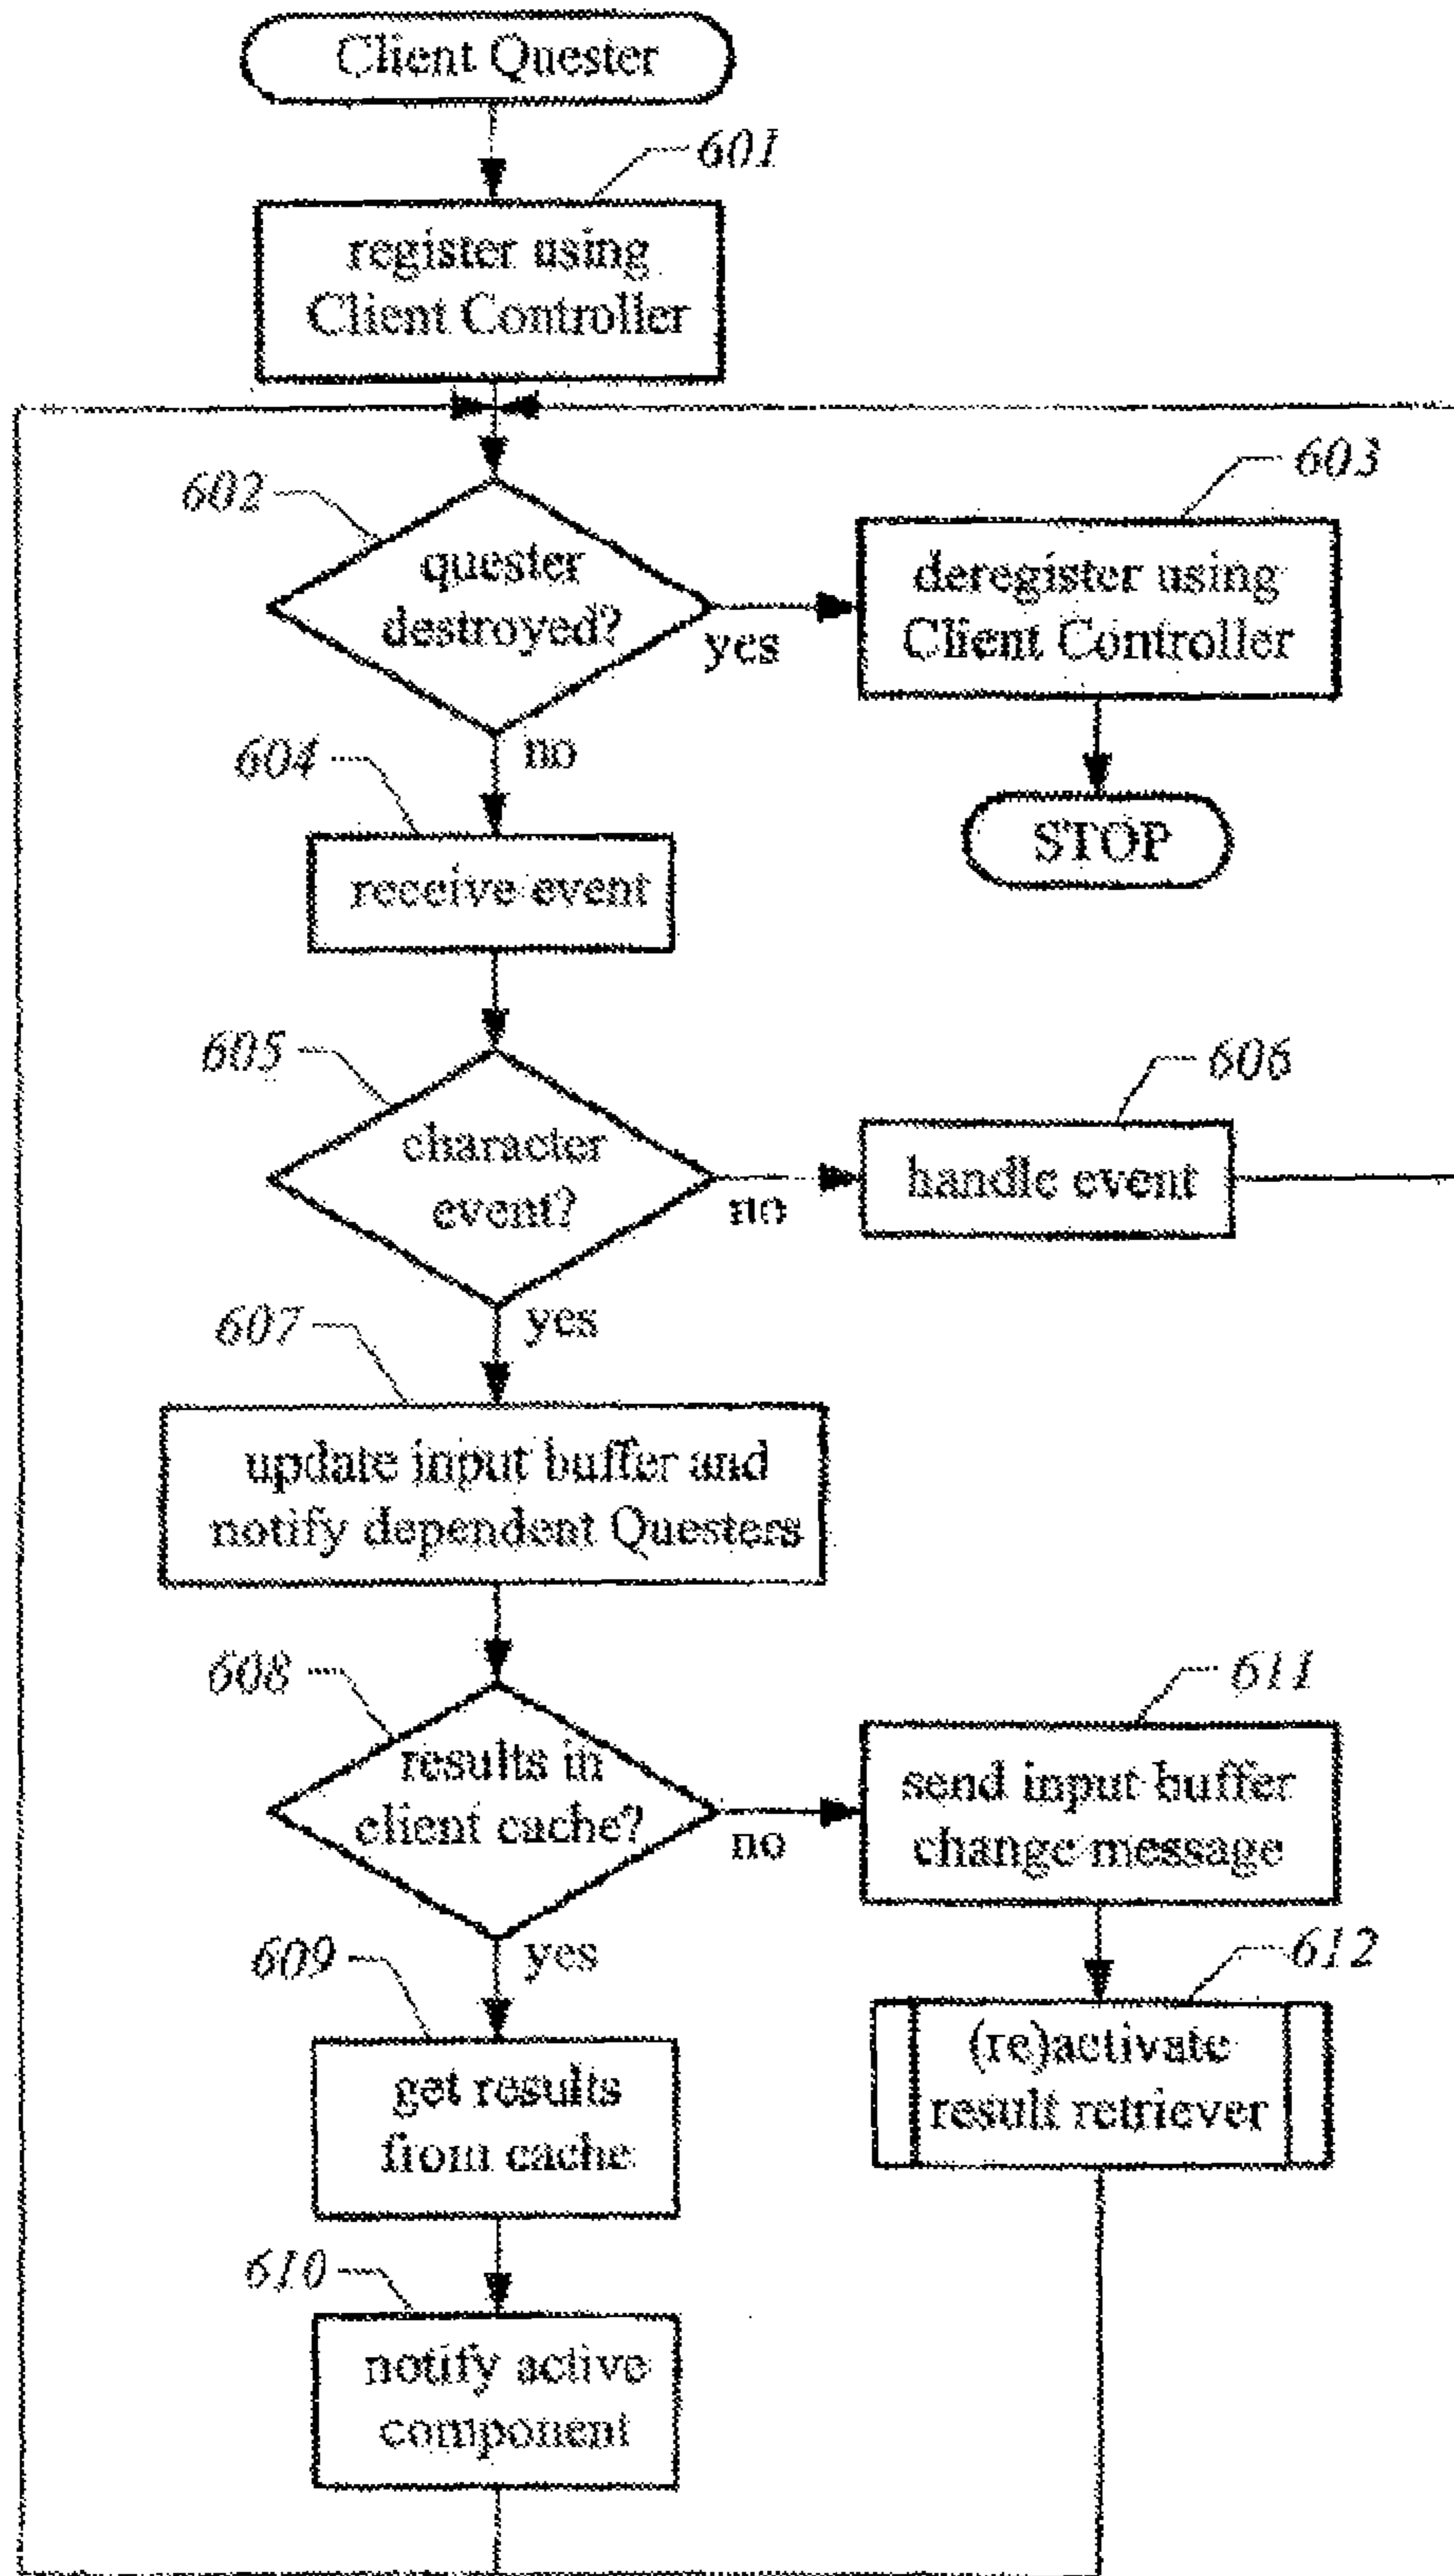 Client Quester
601
register using
Client Controller
602
quester
destroyed?
yes
603
deregister using
Client Controller
STOP
no
604
receive event
605
character
event?
no
606
handle event
yes
607
update input buffer and
notify dependent Questers
608
results in
client cache?
no
611
send input buffer
change message
612
(re)activate
result retriever
yes
609
get results
from cache
610
notify active
component